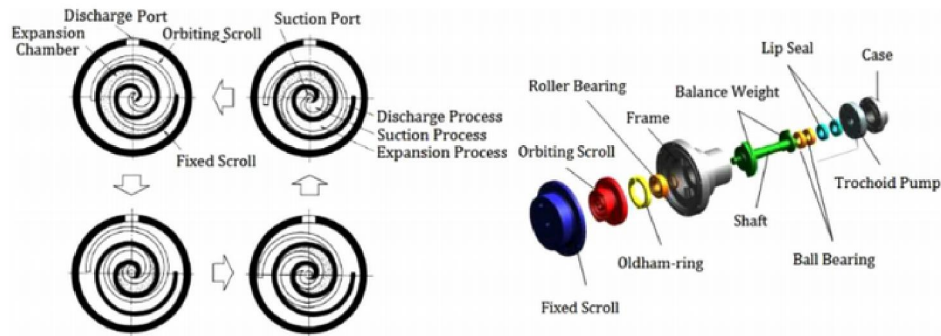 Discharge Port
Expansion
Chamber
Orbiting Scroll
Suction Port
Discharge Process
Suction Process
Expansion Process
Fixed Scroll
Lip Seal
Case
Roller Bearing
Balance Weight
Frame
Orbiting Scroll
Trochoid Pump
Shaft
Oldham-ring
Ball Bearing
Fixed Scroll